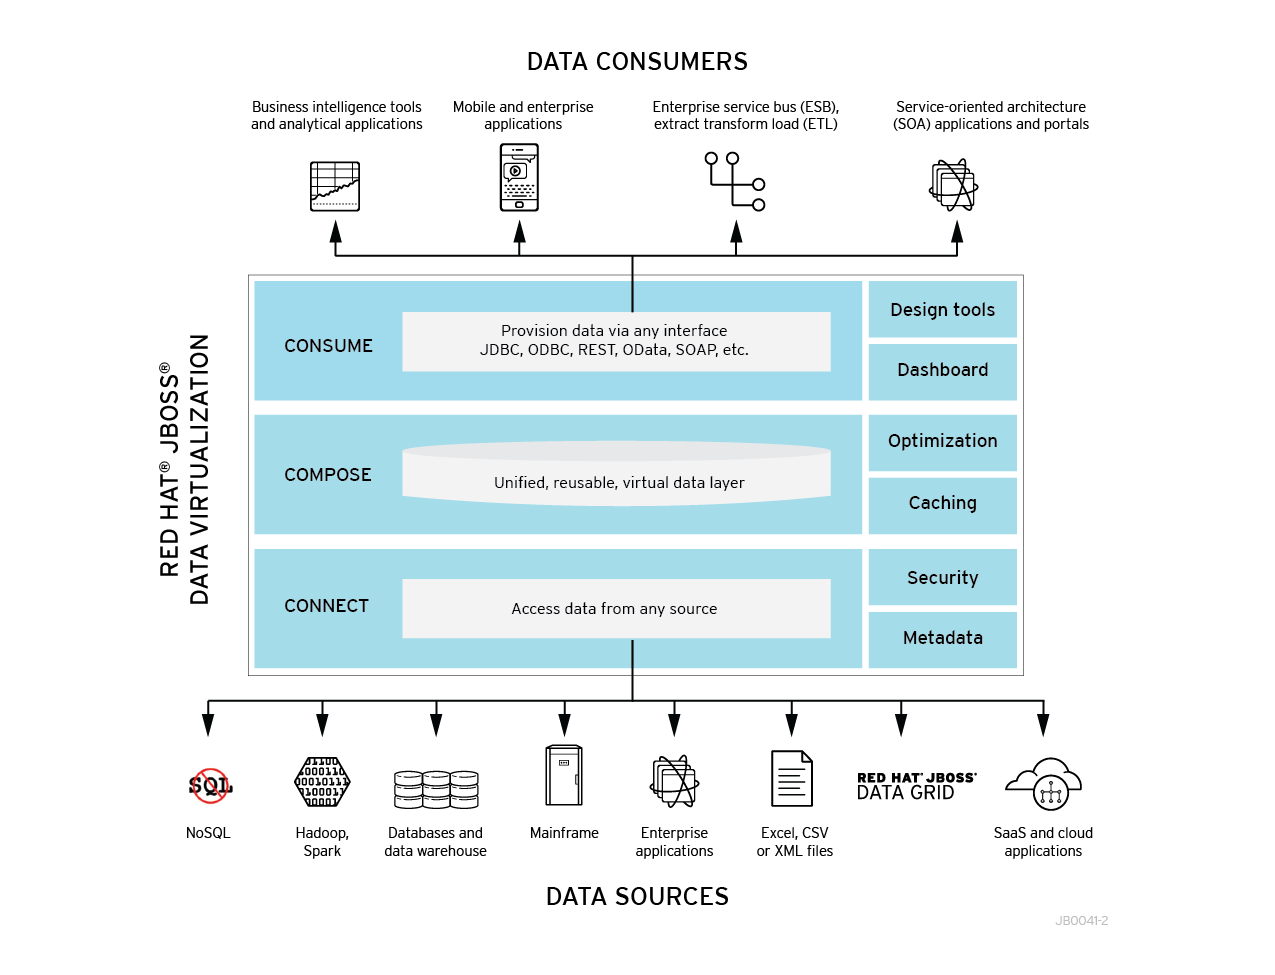 DATA CONSUMERS
Business intelligence tools
and analytical applications
Mobile and enterprise
applications
Enterprise service bus (ESB),
extract transform load (ETL)
Service-oriented architecture
(SOA) applications and portals
RED HAT® JBOSS®
DATA VIRTUALIZATION
CONSUME
Provision data via any interface
JDBC, ODBC, REST, OData, SOAP, etc.
Design tools
Dashboard
COMPOSE
Unified, reusable, virtual data layer
Optimization
Caching
CONNECT
Access data from any source
Security
Metadata
SQL
RED HAT® JBOSS®
DATA GRID
NoSQL
Hadoop,
Spark
Databases and
data warehouse
Mainframe
Enterprise
applications
Excel, CSV
or XML files
SaaS and cloud
applications
DATA SOURCES
JB0041-2